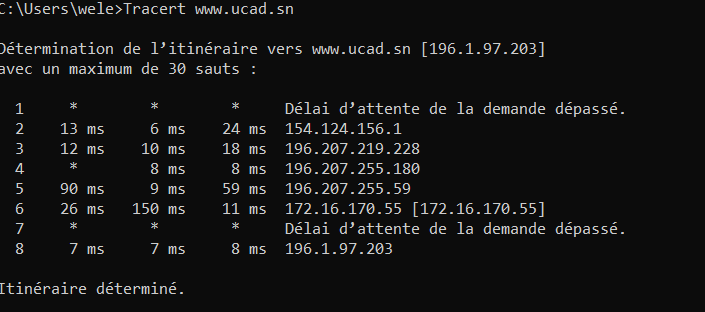 C:\Users\wele>Tracert www.ucad.sn
Détermination de l’itinéraire vers www.ucad.sn [196.1.97.203]
avec un maximum de 30 sauts :
1 * * * Délai d’attente de la demande dépassé.
2 13 ms 6 ms 24 ms 154.124.156.1
3 12 ms 10 ms 18 ms 196.207.219.228
4 * 8 ms 8 ms 196.207.255.180
5 90 ms 9 ms 59 ms 196.207.255.59
6 26 ms 150 ms 11 ms 172.16.170.55 [172.16.170.55]
7 * * * Délai d’attente de la demande dépassé.
8 7 ms 7 ms 8 ms 196.1.97.203
Itinéraire déterminé.